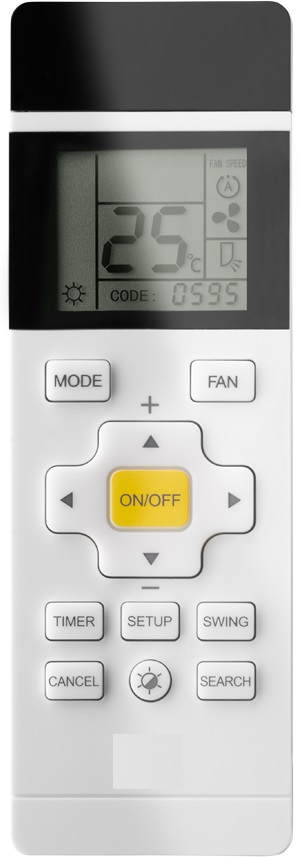 FAN SPEED
A
25°C
CODE: 0595
MODE
FAN
+
ON/OFF
−
TIMER
SETUP
SWING
CANCEL
SEARCH